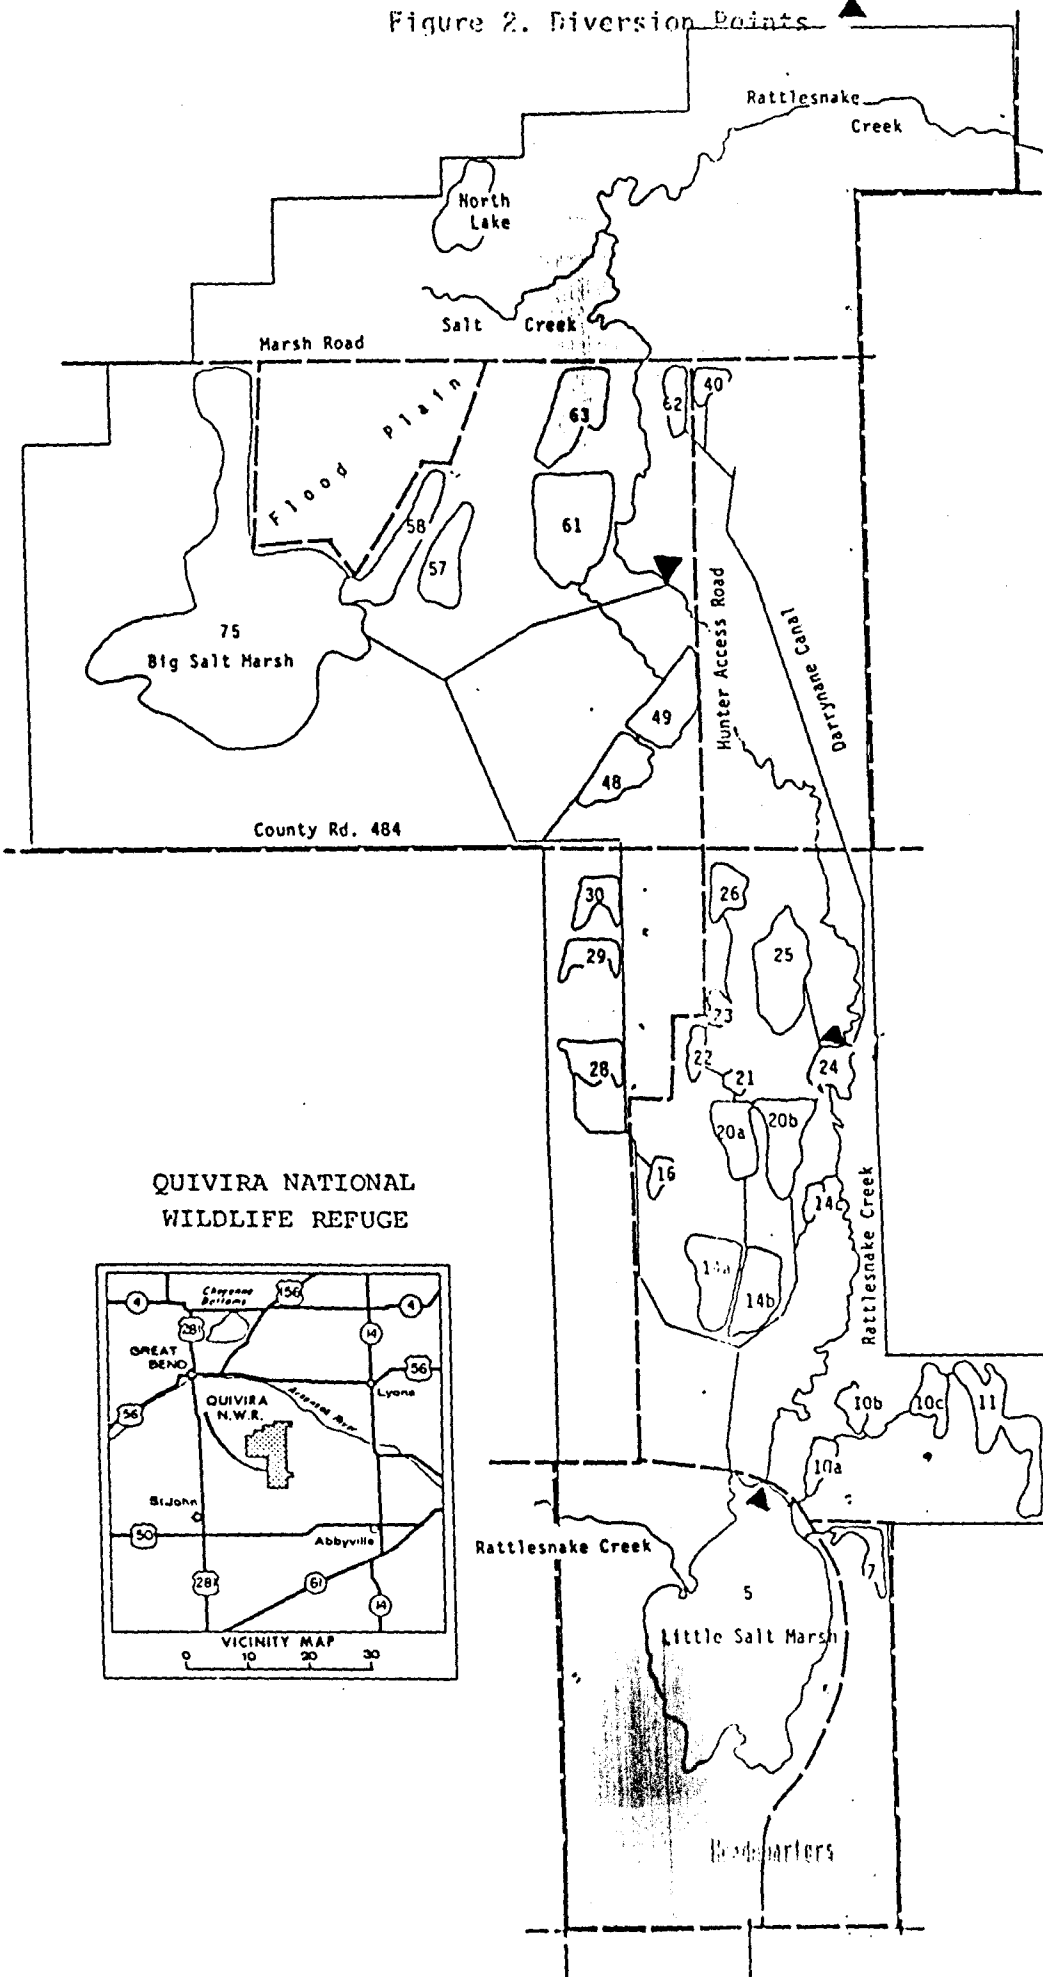 Figure 2. Diversion Points
Rattlesnake
Creek
North
Lake
Salt Creek
Marsh Road
Flood Plain
63
62
40
58
57
61
75
Big Salt Marsh
Hunter Access Road
Darrynane Canal
49
48
County Rd. 484
30
26
29
25
23
28
22
21
24
20a
20b
16
14c
Rattlesnake Creek
14a
14b
QUIVIRA NATIONAL
WILDLIFE REFUGE
Cheyenne
Bottoms
156
4
4
281
14
GREAT
BEND
56
Lyons
56
QUIVIRA
N.W.R.
Arkansas River
St John
50
Abbyville
281
61
14
VICINITY MAP
0 10 20 30
10b
10c
11
10a
Rattlesnake Creek
7
5
Little Salt Marsh
Headquarters